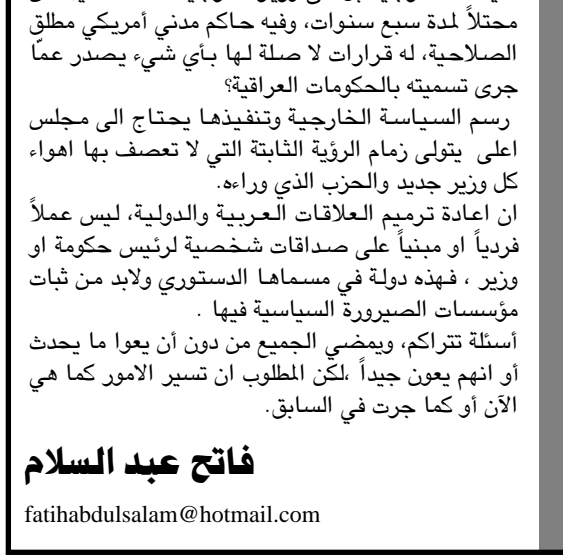 محتلاً لمدة سبع سنوات، وفيه حاكم مدني أمريكي مطلق
الصلاحية، له قرارات لا صلة لها بأي شيء يصدر عمّا
جرى تسميته بالحكومات العراقية؟
رسم السياسة الخارجية وتنفيذها يحتاج الى مجلس
اعلى يتولى زمام الرؤية الثابتة التي لا تعصف بها اهواء
كل وزير جديد والحزب الذي وراءه.
ان اعادة ترميم العلاقات العربية والدولية، ليس عملاً
فردياً او مبنياً على صداقات شخصية لرئيس حكومة او
وزير ، فهذه دولة في مسماها الدستوري ولابد من ثبات
مؤسسات الصيرورة السياسية فيها .
أسئلة تتراكم، ويمضي الجميع من دون أن يعوا ما يحدث
أو انهم يعون جيداً ،لكن المطلوب ان تسير الامور كما هي
الآن أو كما جرت في السابق.
فاتح عبد السلام
fatihabdulsalam@hotmail.com